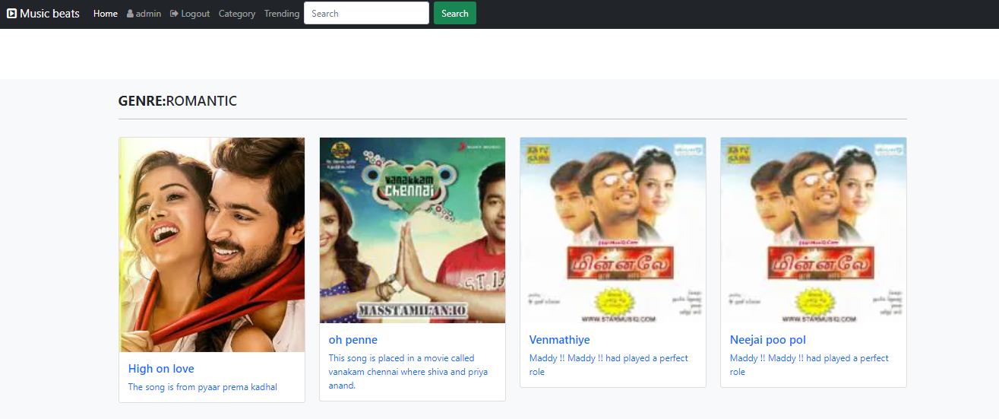 Music beats Home admin Logout Category Trending Search Search
GENRE:ROMANTIC
vanakkam
chennai
MASSTAMILAN.IO
மின்னலே
WWW.STARMUSIQ.COM
மின்னலே
WWW.STARMUSIQ.COM
High on love
The song is from pyaar prema kadhal
oh penne
This song is placed in a movie called
vanakam chennai where shiva and priya
anand.
Venmathiye
Maddy !! Maddy !! had played a perfect
role
Neejai poo pol
Maddy !! Maddy !! had played a perfect
role